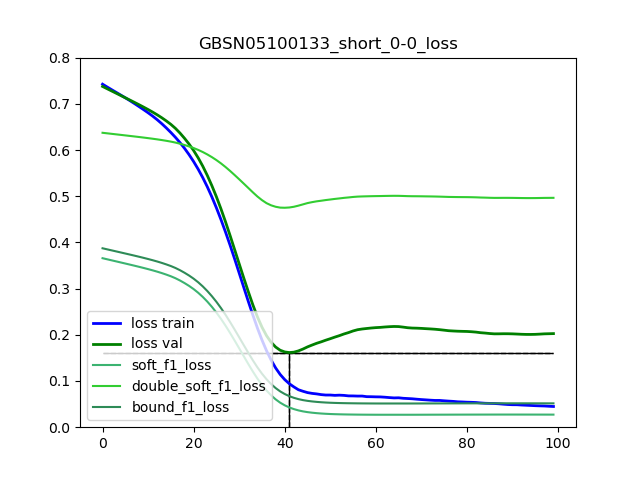 GBSN05100133_short_0-0_loss
0.8
0.7
0.6
0.5
0.4
0.3
0.2
0.1
0.0
loss train
loss val
soft_f1_loss
double_soft_f1_loss
bound_f1_loss
0 20 40 60 80 100